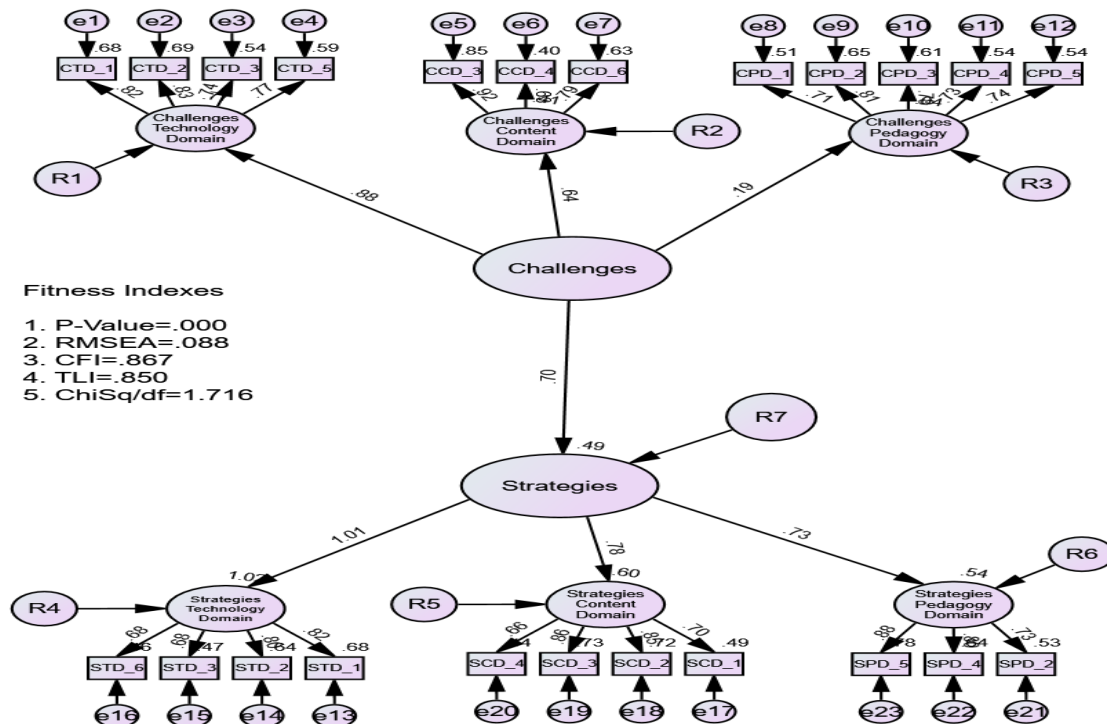 e1 e2 e3 e4 e5 e6 e7 e8 e9 e10 e11 e12
.68 .69 .54 .59 .85 .40 .63 .51 .65 .61 .54 .54
CTD_1 CTD_2 CTD_3 CTD_5 CCD_3 CCD_4 CCD_6 CPD_1 CPD_2 CPD_3 CPD_4 CPD_5
.82 .83 .74 .77 .92 .79 .71 .81 .73 .74
Challenges
Technology
Domain
Challenges
Content
Domain
Challenges
Pedagogy
Domain
R1
R2
R3
.88
.64
.19
Challenges
Fitness Indexes
1. P-Value=.000
2. RMSEA=.088
3. CFI=.867
4. TLI=.850
5. ChiSq/df=1.716
.70
R7
.49
Strategies
1.01
.78
.73
R6
.60
.54
R4
Strategies
Technology
Domain
R5
Strategies
Content
Domain
Strategies
Pedagogy
Domain
.68 .68 .82 .66 .86 .85 .70 .88 .73
.47 .64 .68 .73 .72 .49 .53
STD_6 STD_3 STD_2 STD_1 SCD_4 SCD_3 SCD_2 SCD_1 SPD_5 SPD_4 SPD_2
e16 e15 e14 e13 e20 e19 e18 e17 e23 e22 e21